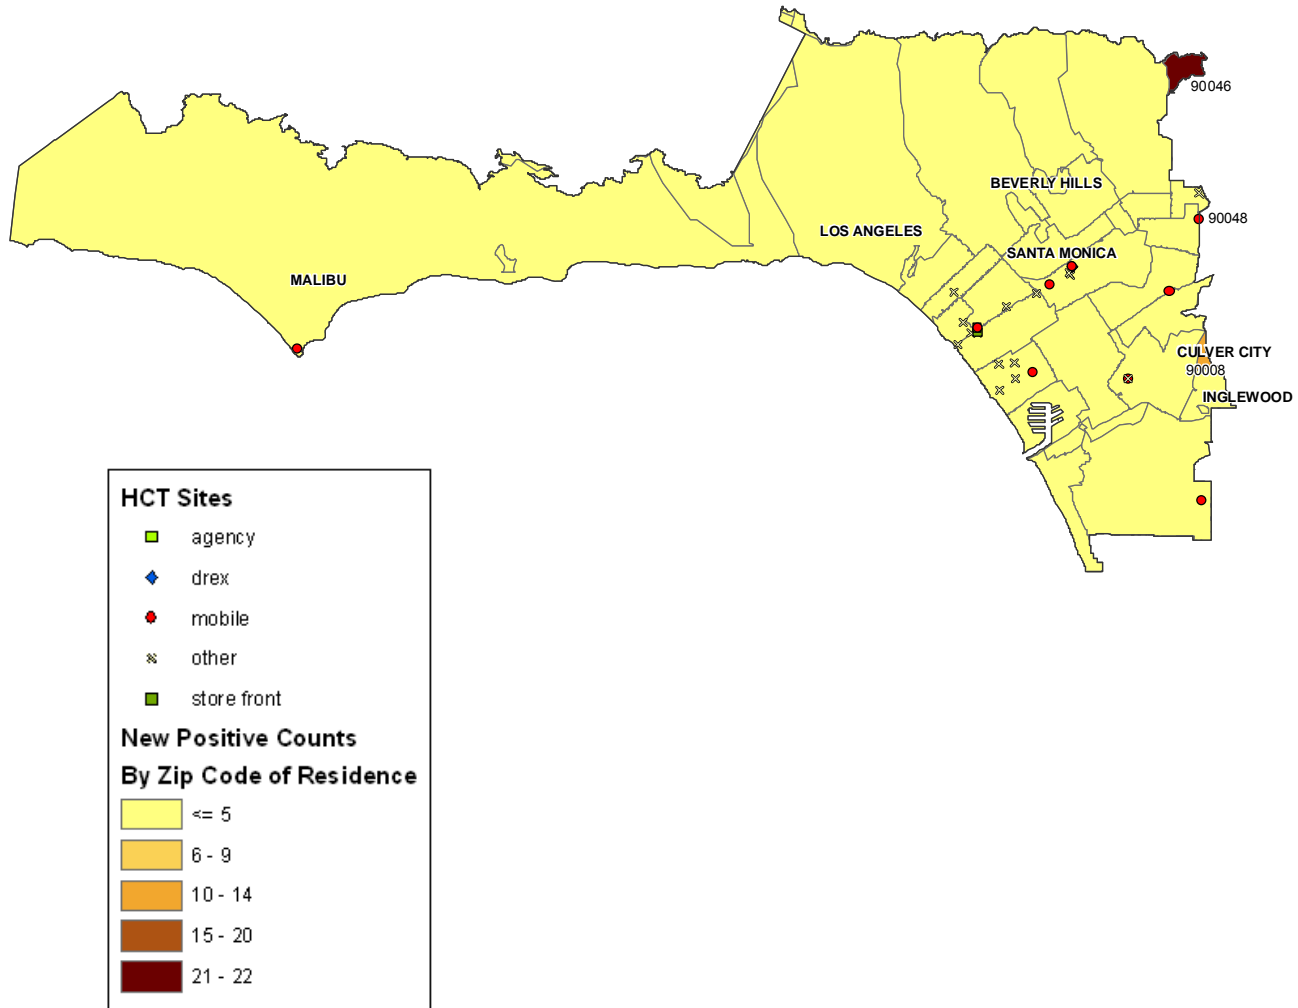 90046
BEVERLY HILLS
90048
LOS ANGELES
SANTA MONICA
MALIBU
CULVER CITY
90008
INGLEWOOD
HCT Sites
agency
drex
mobile
other
store front
New Positive Counts
By Zip Code of Residence
<= 5
6 - 9
10 - 14
15 - 20
21 - 22